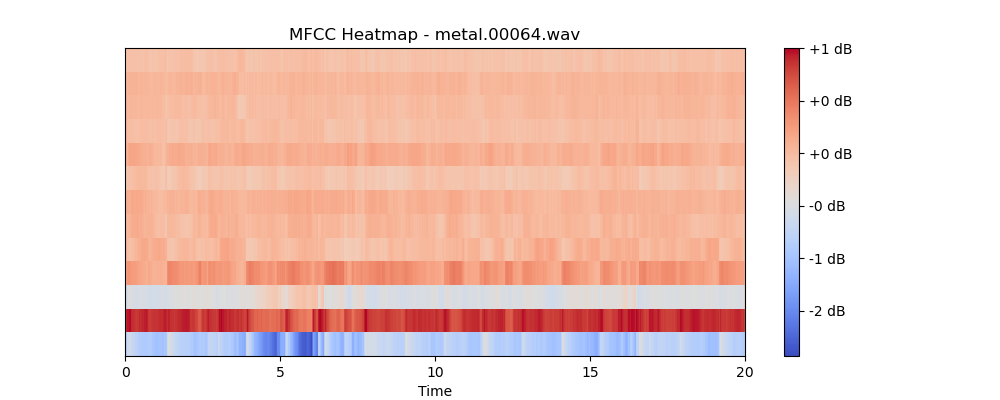 MFCC Heatmap - metal.00064.wav
+1 dB
+0 dB
+0 dB
-0 dB
-1 dB
-2 dB
0 5 10 15 20
Time